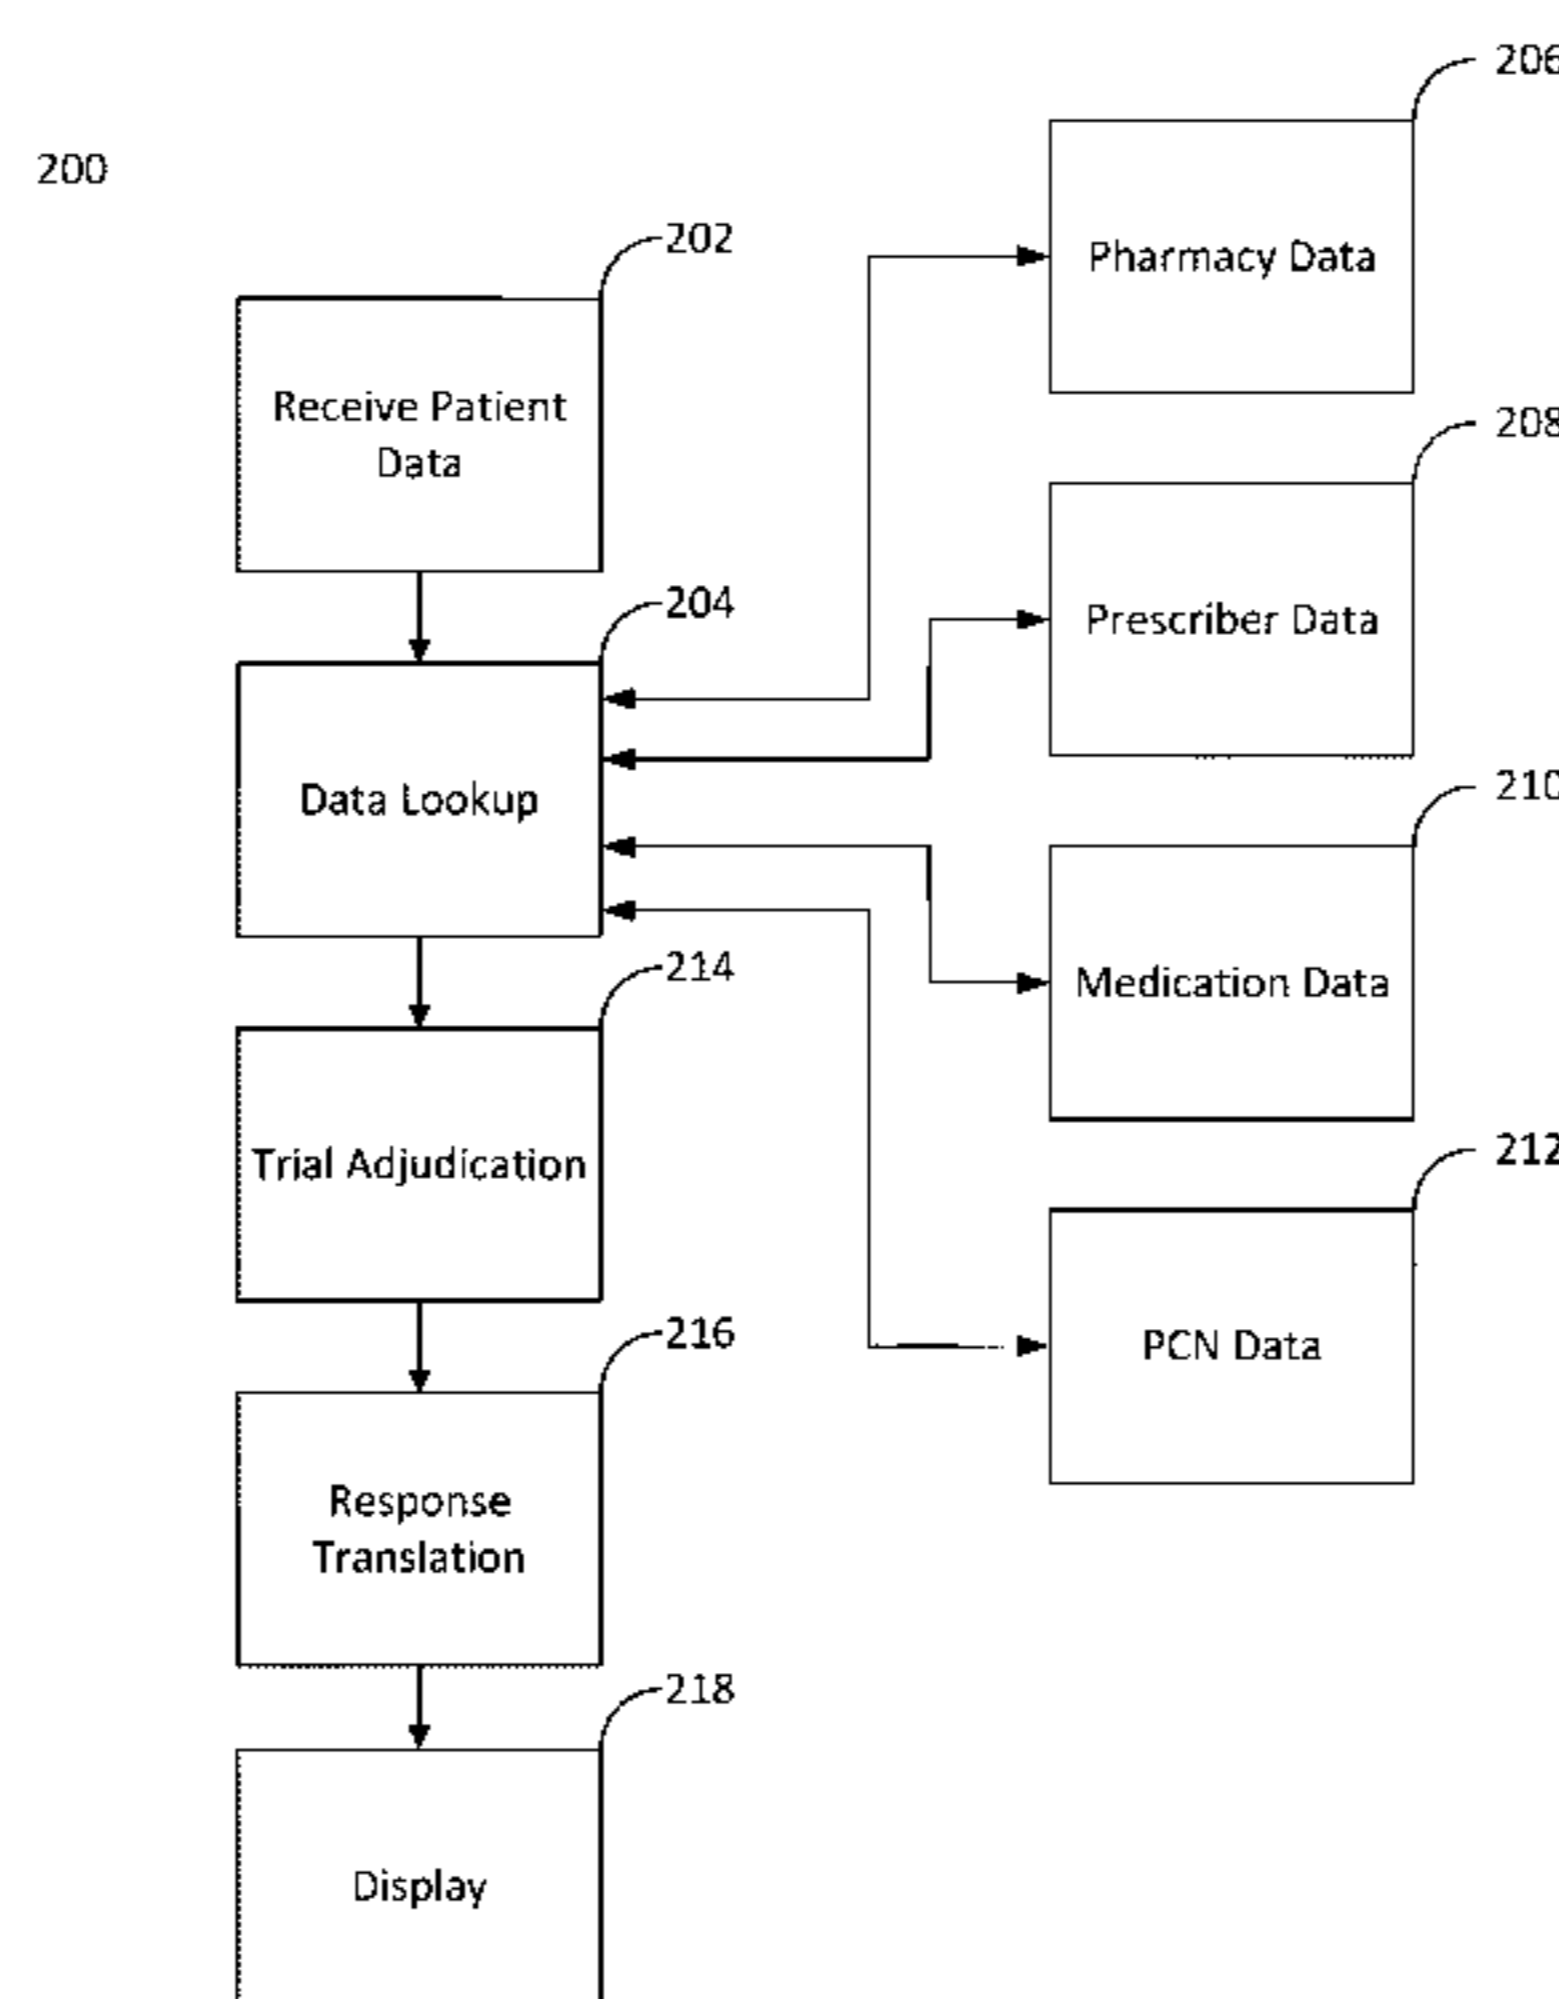 206
200
202
Pharmacy Data
Receive Patient
Data
208
204
Prescriber Data
Data Lookup
210
214
Medication Data
Trial Adjudication
212
216
PCN Data
Response
Translation
218
Display